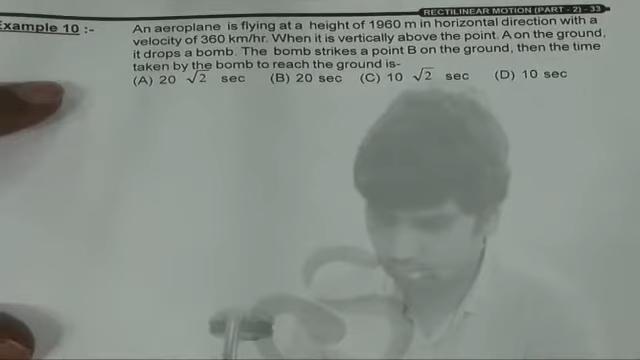 RECTILINEAR MOTION (PART - 2) - 33
Example 10 :- An aeroplane is flying at a height of 1960 m in horizontal direction with a
velocity of 360 km/hr. When it is vertically above the point. A on the ground,
it drops a bomb. The bomb strikes a point B on the ground, then the time
taken by the bomb to reach the ground is-
(A) 20 √2 sec (B) 20 sec (C) 10 √2 sec (D) 10 sec